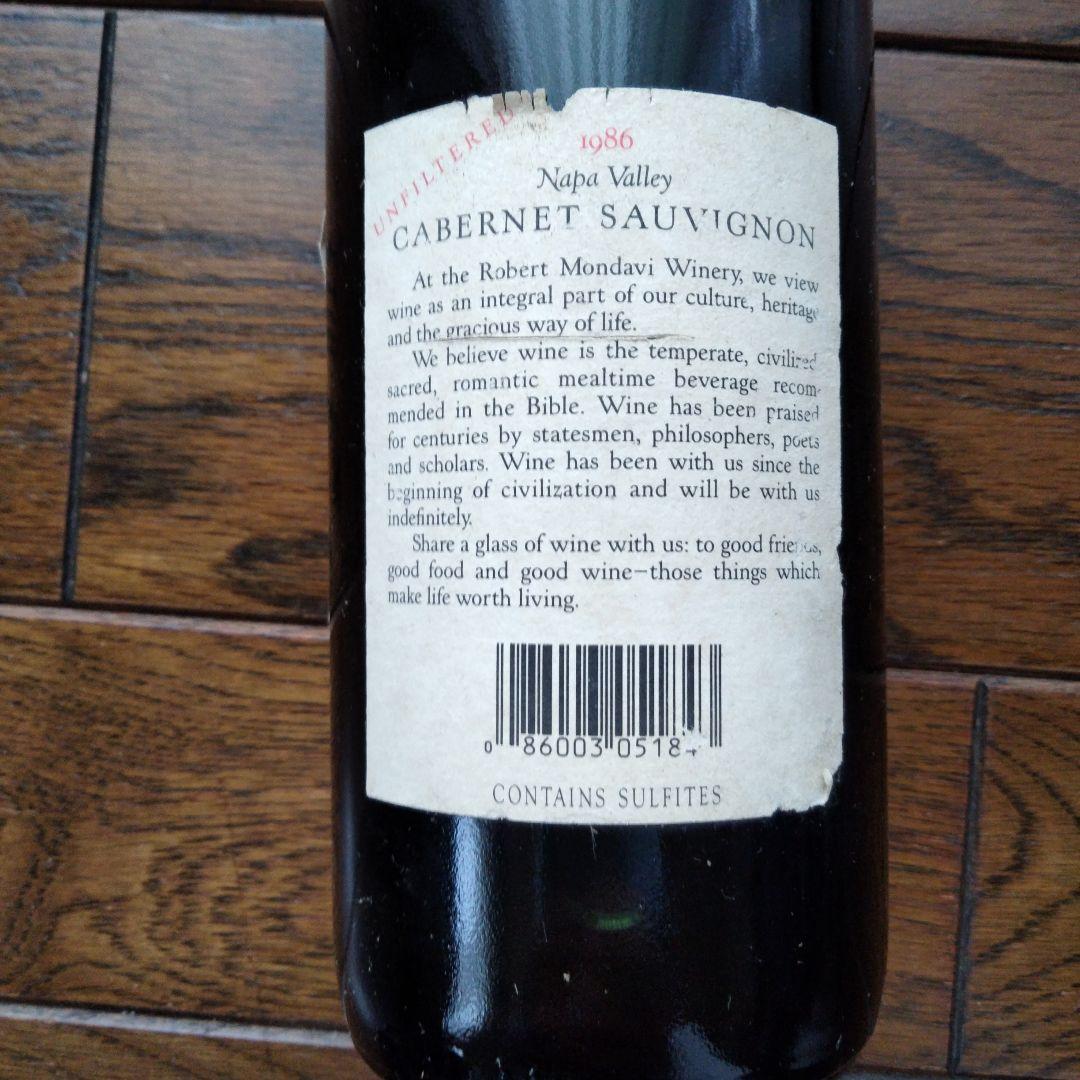 UNFILTERED
1986
Napa Valley
CABERNET SAUVIGNON
At the Robert Mondavi Winery, we view
wine as an integral part of our culture, heritage
and the gracious way of life.
We believe wine is the temperate, civilized
sacred, romantic mealtime beverage recom-
mended in the Bible. Wine has been praised
for centuries by statesmen, philosophers, poets
and scholars. Wine has been with us since the
beginning of civilization and will be with us
indefinitely.
Share a glass of wine with us: to good friends,
good food and good wine—those things which
make life worth living.
0 86003 0518
CONTAINS SULFITES